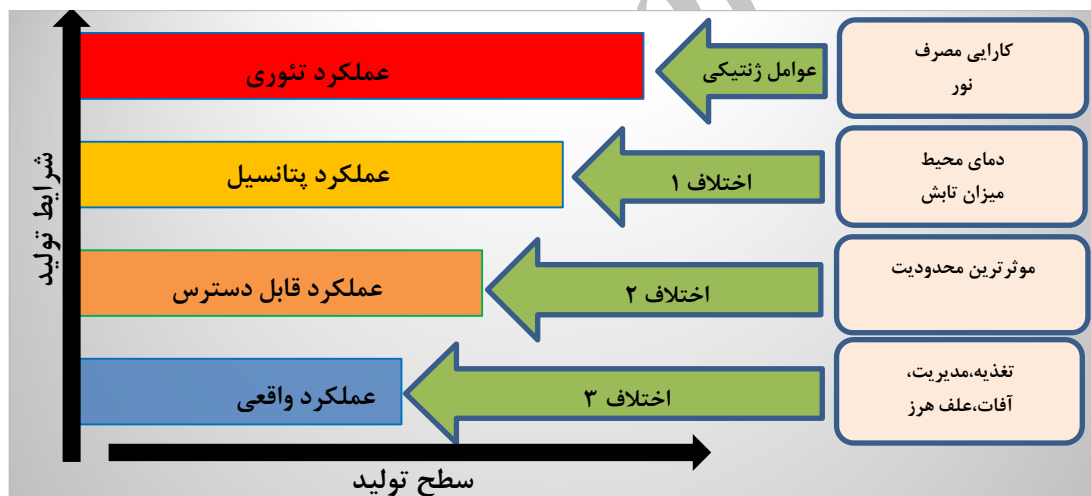 کارایی مصرف
نور
عوامل ژنتیکی
عملکرد تئوری
دمای محیط
میزان تابش
اختلاف ۱
عملکرد پتانسیل
موثرترین محدودیت
اختلاف ۲
عملکرد قابل دسترس
تغذیه،مدیریت،
آفات،علف هرز
اختلاف ۳
عملکرد واقعی
شرایط تولید
سطح تولید